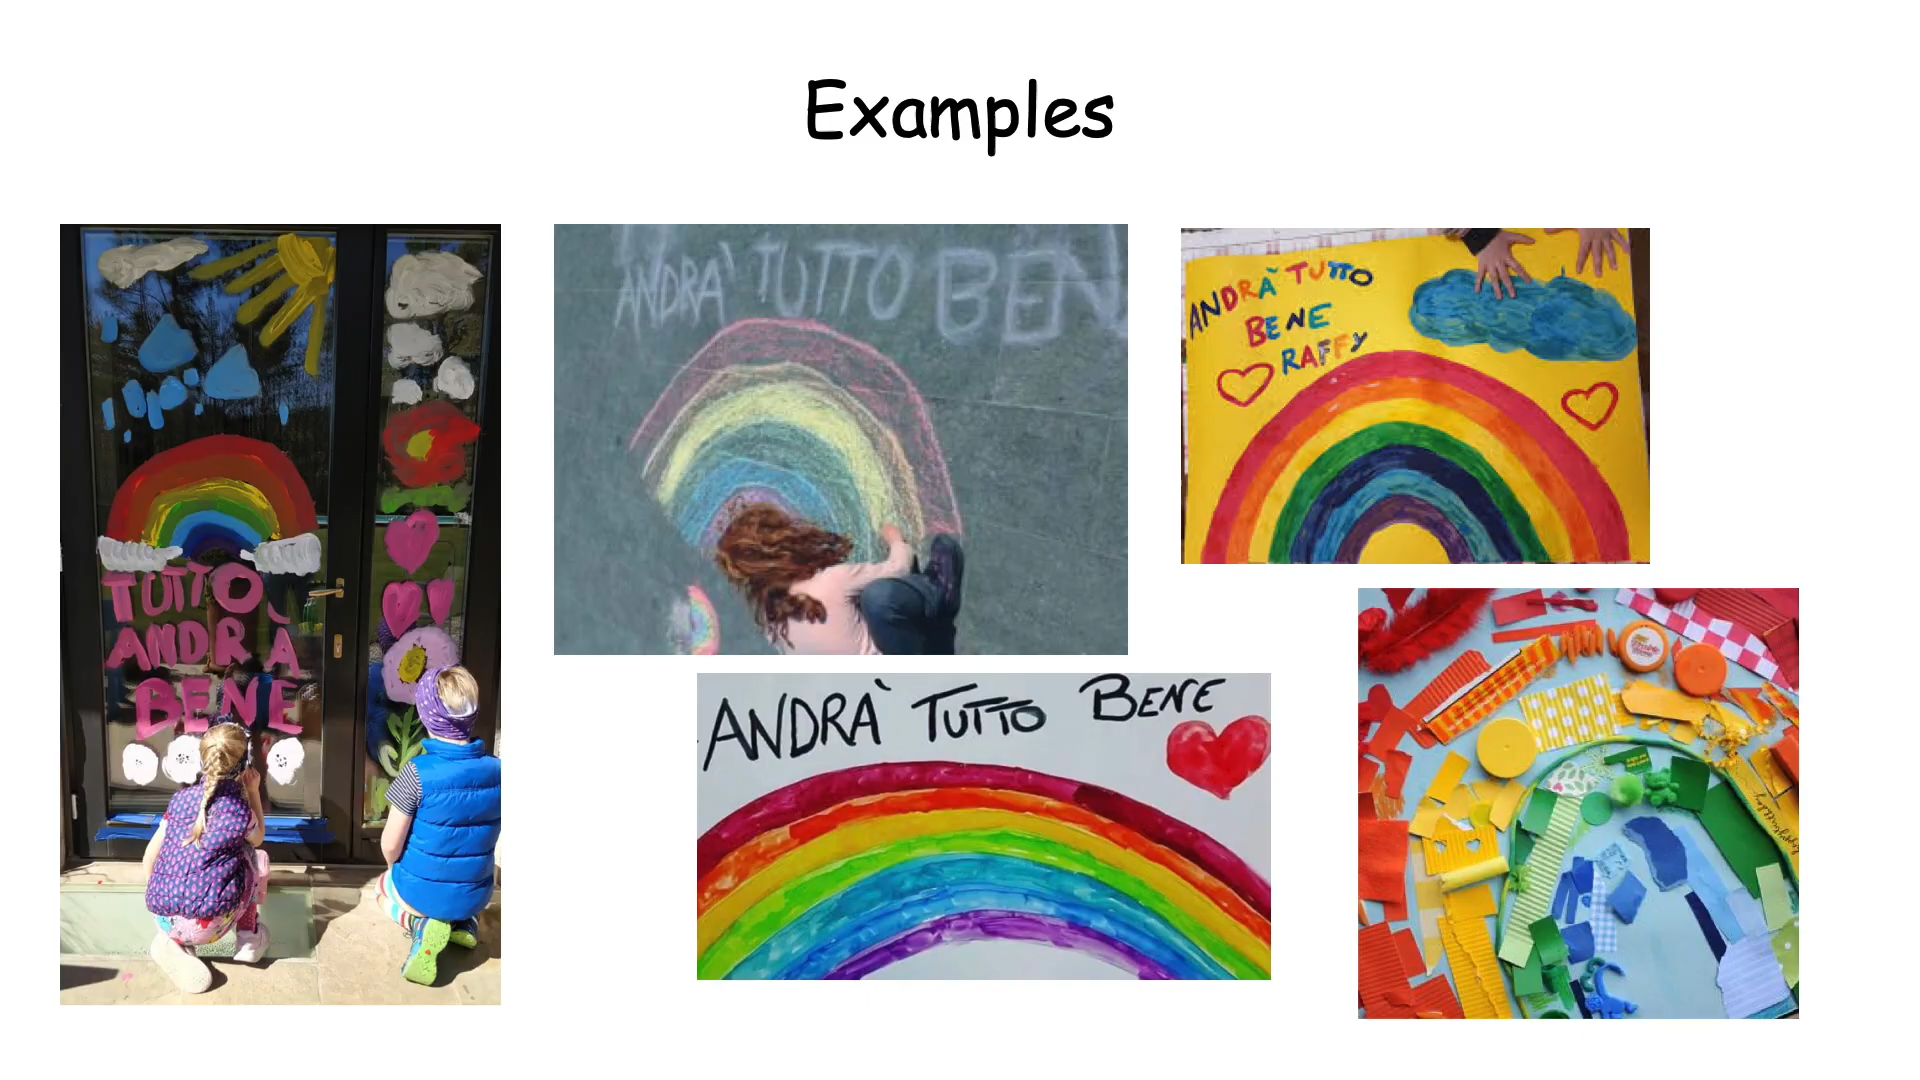 Examples
TUTTO
ANDRÀ
BENE
ANDRA' TUTTO BEN
ANDRÀ TUTTO
BENE
RAFFY
ANDRA' TUTTO BENE